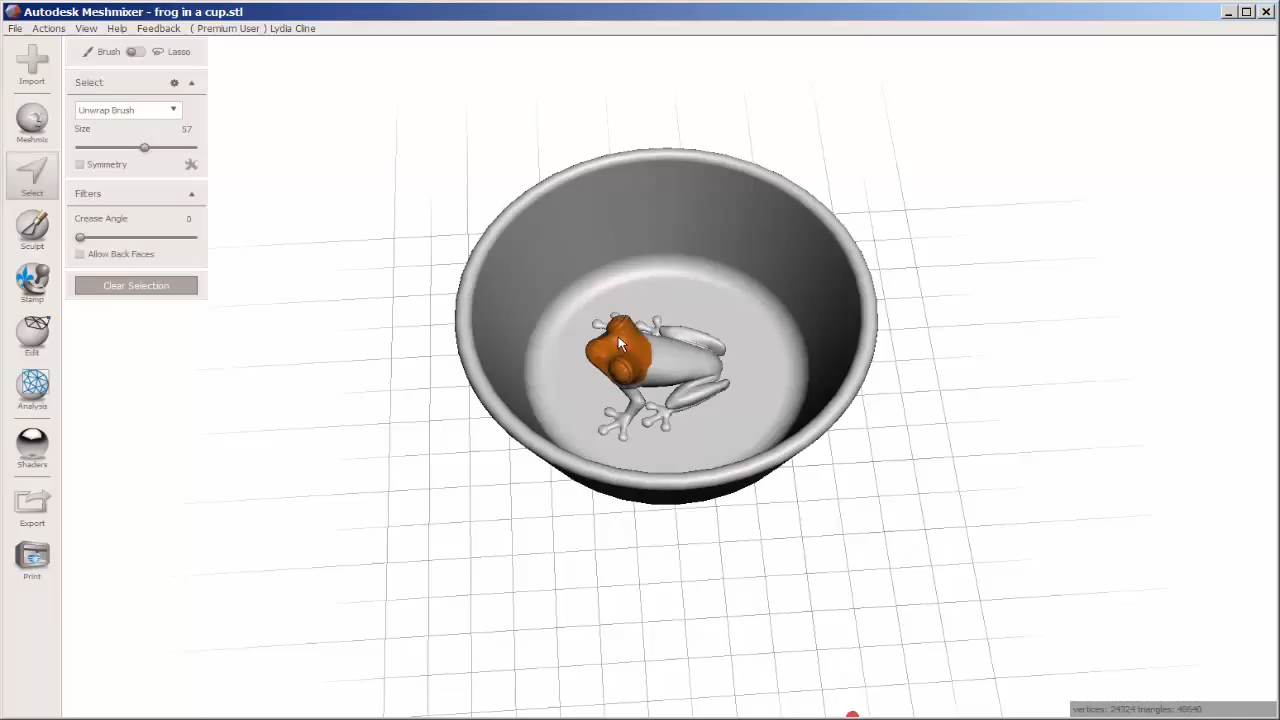 Autodesk Meshmixer - frog in a cup.stl
File Actions View Help Feedback ( Premium User ) Lydia Cline
Import
Meshmix
Select
Sculpt
Stamp
Edit
Analysis
Shaders
Export
Print
Brush Lasso
Select
Unwrap Brush
Size 57
Symmetry
Filters
Crease Angle 0
Allow Back Faces
Clear Selection
vertices: 24324 triangles: 48640